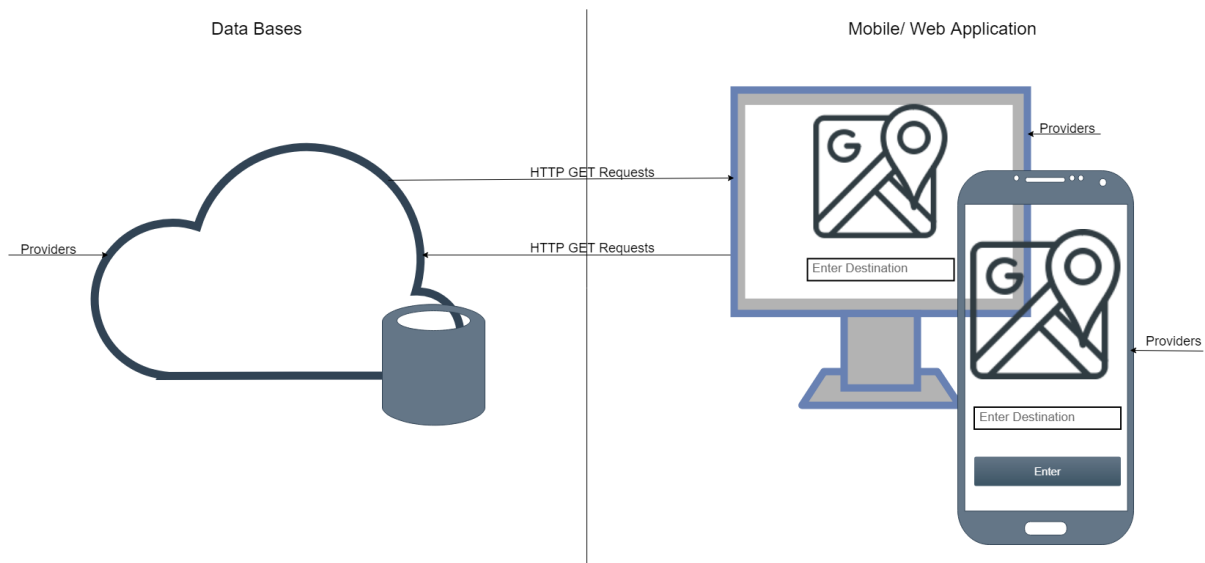 Data Bases
Mobile/ Web Application
G
Providers
HTTP GET Requests
Providers
HTTP GET Requests
Enter Destination
G
Providers
Enter Destination
Enter